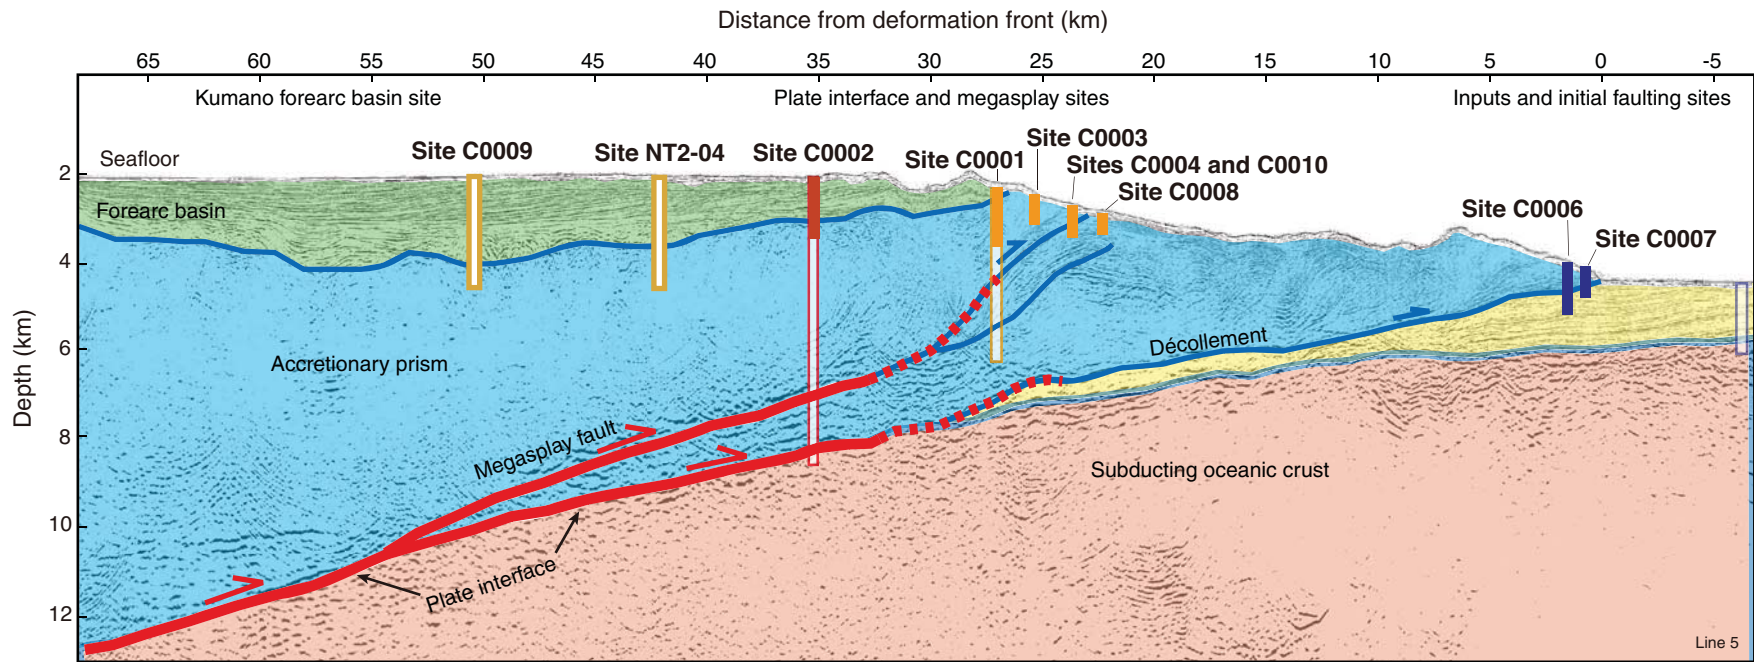 Distance from deformation front (km)
65 60 55 50 45 40 35 30 25 20 15 10 5 0 -5
Kumano forearc basin site
Plate interface and megasplay sites
Inputs and initial faulting sites
Seafloor
Site C0009
Site NT2-04
Site C0002
Site C0001
Site C0003
Sites C0004 and C0010
Site C0008
Site C0006
Site C0007
Forearc basin
Accretionary prism
Décollement
Megasplay fault
Subducting oceanic crust
Plate interface
Depth (km)
2
4
6
8
10
12
Line 5